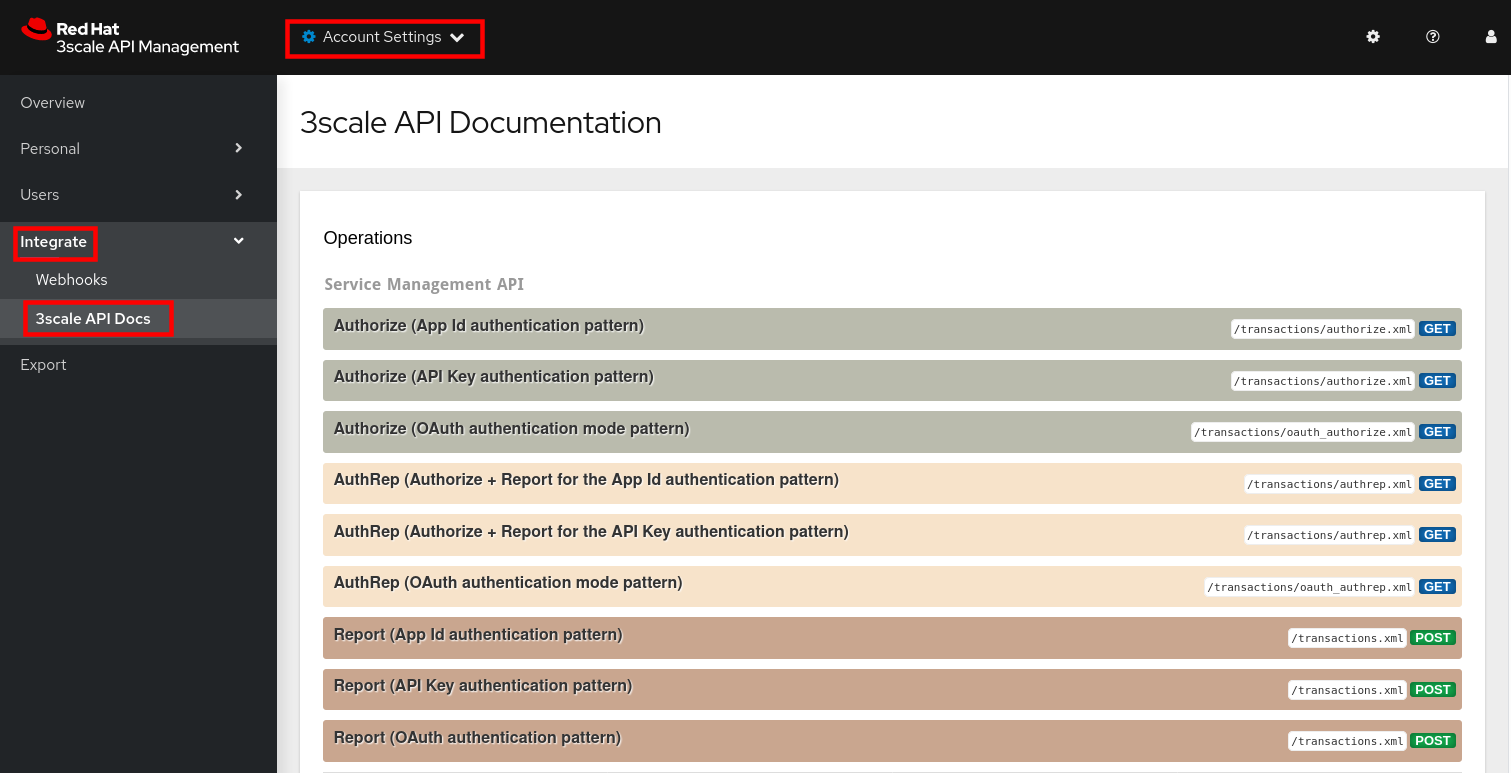 Red Hat
3scale API Management
Account Settings
Overview
Personal
Users
Integrate
Webhooks
3scale API Docs
Export
3scale API Documentation
Operations
Service Management API
Authorize (App Id authentication pattern) /transactions/authorize.xml GET
Authorize (API Key authentication pattern) /transactions/authorize.xml GET
Authorize (OAuth authentication mode pattern) /transactions/oauth_authorize.xml GET
AuthRep (Authorize + Report for the App Id authentication pattern) /transactions/authrep.xml GET
AuthRep (Authorize + Report for the API Key authentication pattern) /transactions/authrep.xml GET
AuthRep (OAuth authentication mode pattern) /transactions/oauth_authrep.xml GET
Report (App Id authentication pattern) /transactions.xml POST
Report (API Key authentication pattern) /transactions.xml POST
Report (OAuth authentication pattern) /transactions.xml POST